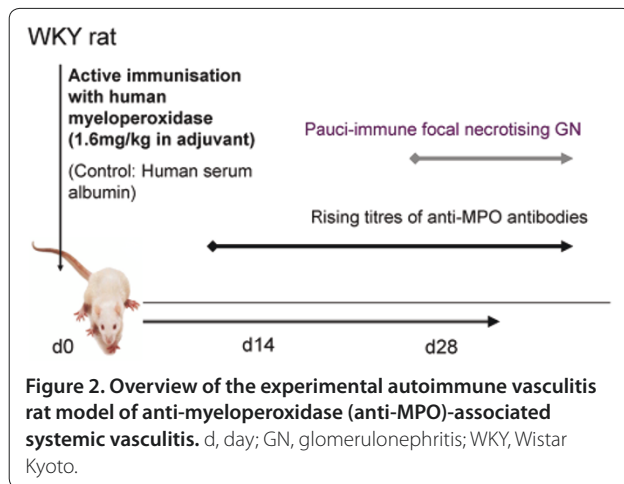 WKY rat
Active immunisation
with human
myeloperoxidase
(1.6mg/kg in adjuvant)
(Control: Human serum
albumin)
Pauci-immune focal necrotising GN
Rising titres of anti-MPO antibodies
d0
d14
d28
Figure 2. Overview of the experimental autoimmune vasculitis
rat model of anti-myeloperoxidase (anti-MPO)-associated
systemic vasculitis. d, day; GN, glomerulonephritis; WKY, Wistar
Kyoto.